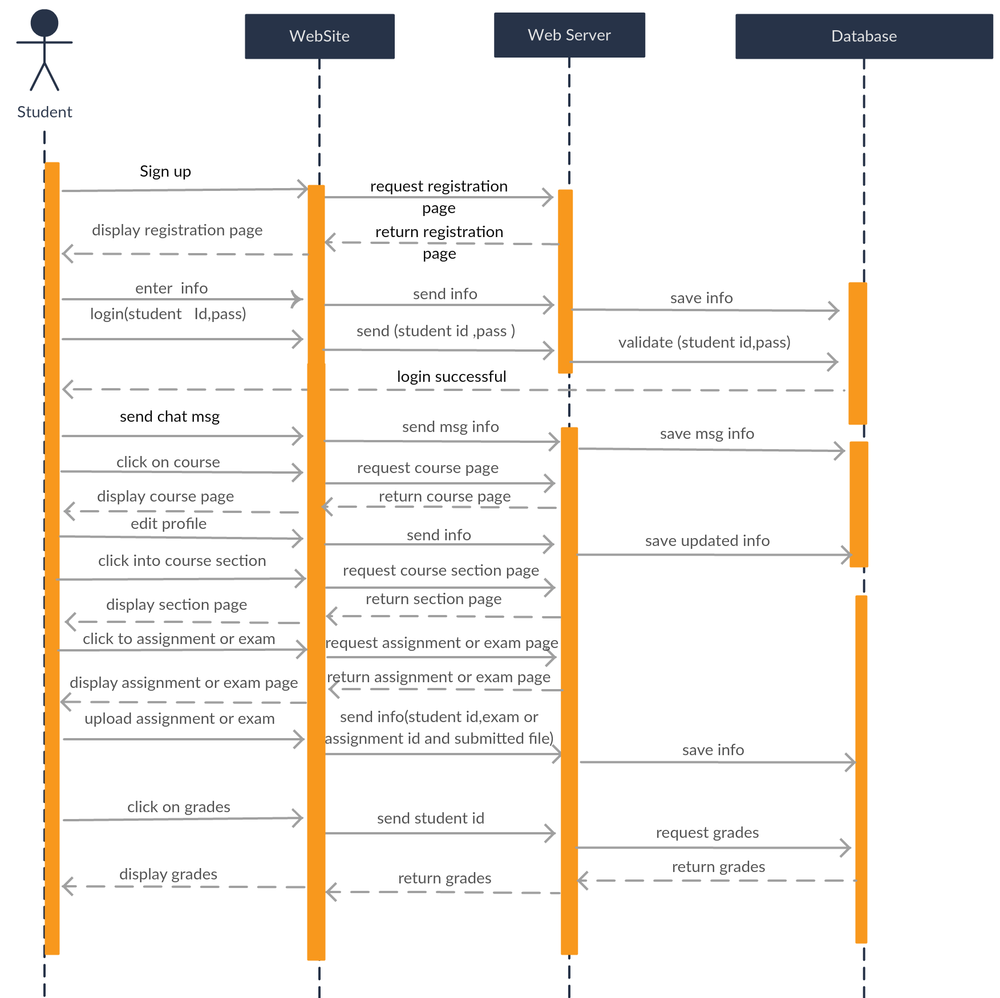 WebSite
Web Server
Database
Student
Sign up
request registration
page
display registration page
return registration
page
enter  info
send info
save info
login(student   Id,pass)
send (student id ,pass )
validate (student id,pass)
login successful
send chat msg
send msg info
save msg info
click on course
request course page
display course page
return course page
edit profile
send info
save updated info
click into course section
request course section page
display section page
return section page
click to assignment or exam
request assignment or exam page
display assignment or exam page
return assignment or exam page
upload assignment or exam
send info(student id,exam or
assignment id and submitted file)
save info
click on grades
send student id
request grades
display grades
return grades
return grades